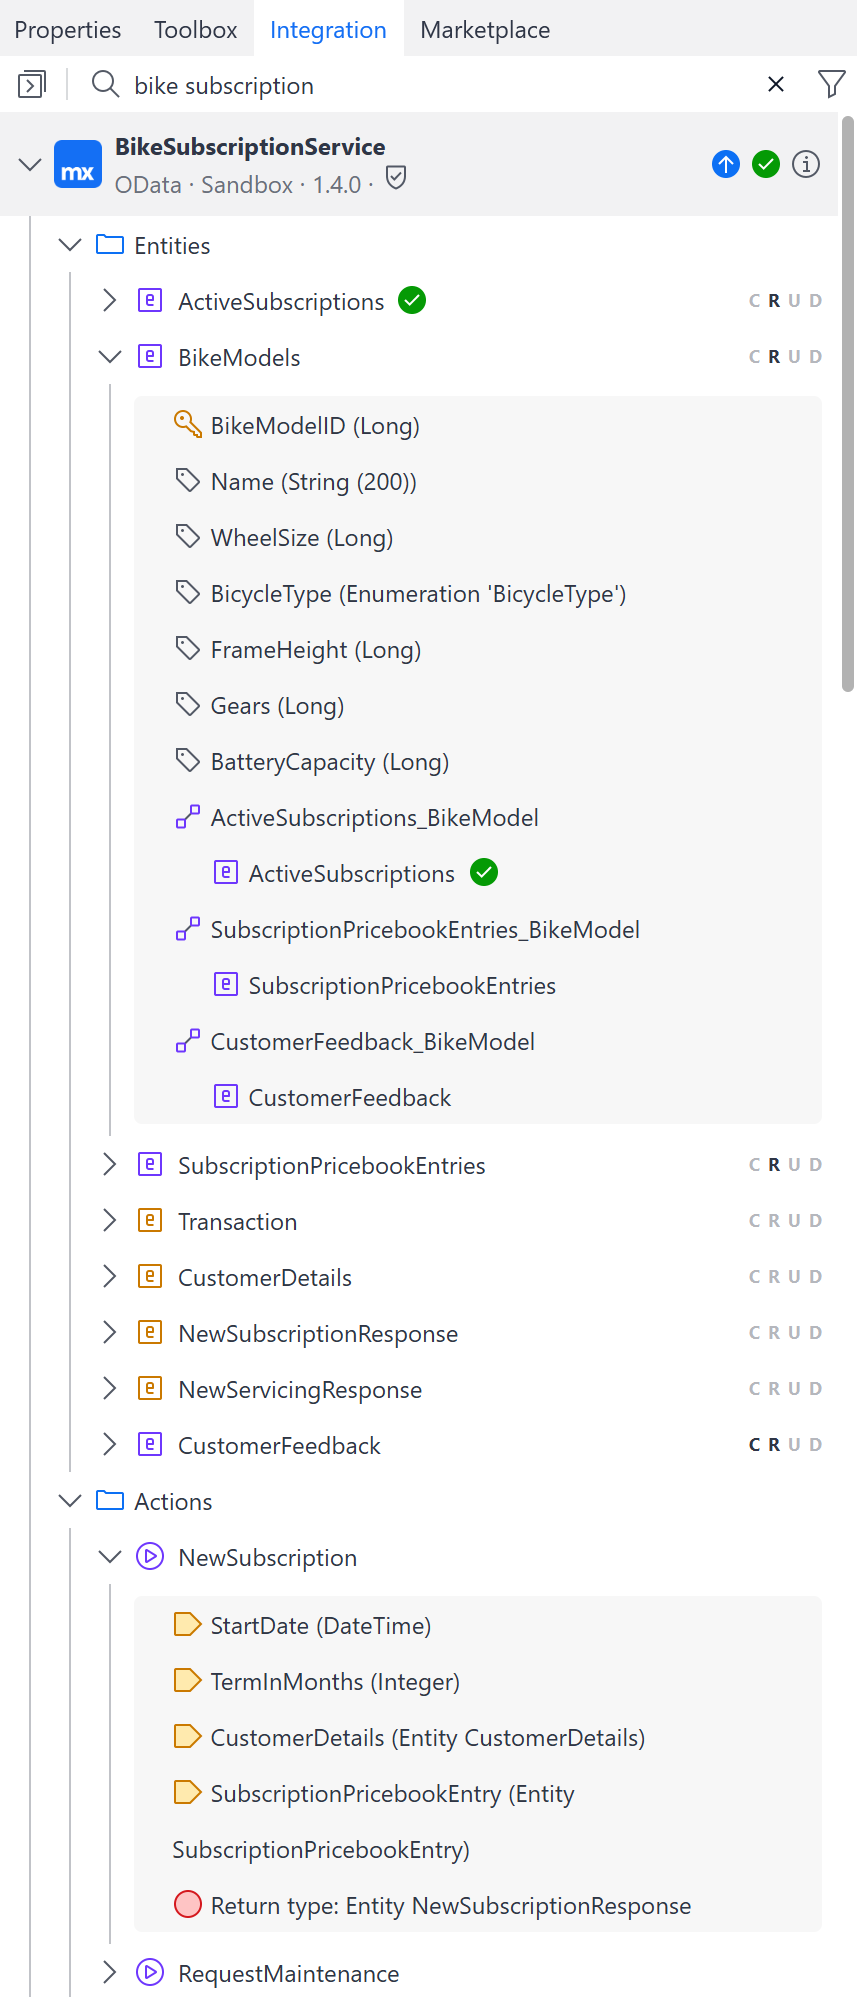 Properties Toolbox Integration Marketplace
bike subscription
mx
BikeSubscriptionService
OData · Sandbox · 1.4.0 ·
Entities
e ActiveSubscriptions C R U D
e BikeModels C R U D
BikeModelID (Long)
Name (String (200))
WheelSize (Long)
BicycleType (Enumeration 'BicycleType')
FrameHeight (Long)
Gears (Long)
BatteryCapacity (Long)
ActiveSubscriptions_BikeModel
e ActiveSubscriptions
SubscriptionPricebookEntries_BikeModel
e SubscriptionPricebookEntries
CustomerFeedback_BikeModel
e CustomerFeedback
e SubscriptionPricebookEntries C R U D
e Transaction C R U D
e CustomerDetails C R U D
e NewSubscriptionResponse C R U D
e NewServicingResponse C R U D
e CustomerFeedback C R U D
Actions
NewSubscription
StartDate (DateTime)
TermInMonths (Integer)
CustomerDetails (Entity CustomerDetails)
SubscriptionPricebookEntry (Entity
SubscriptionPricebookEntry)
Return type: Entity NewSubscriptionResponse
RequestMaintenance